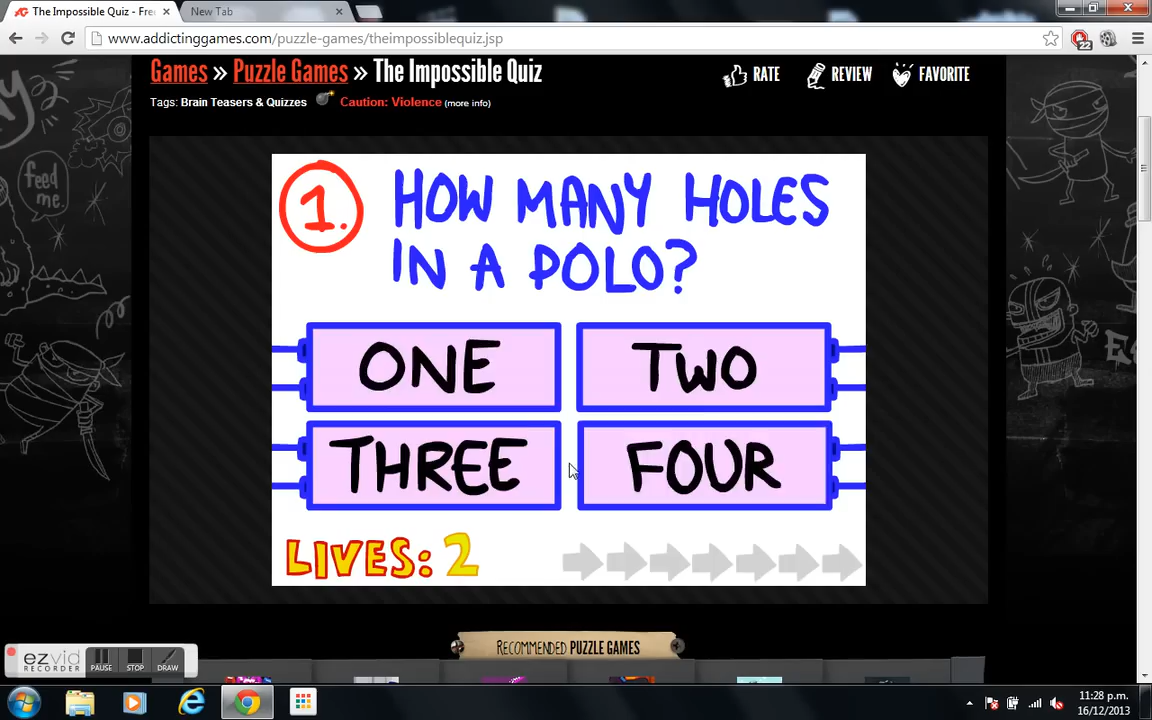 The Impossible Quiz - Fre
New Tab
www.addictinggames.com/puzzle-games/theimpossiblequiz.jsp
22
Games » Puzzle Games » The Impossible Quiz
RATE
REVIEW
FAVORITE
Tags: Brain Teasers & Quizzes Caution: Violence (more info)
feed
me.
1. HOW MANY HOLES
IN A POLO?
ONE
TWO
THREE
FOUR
LIVES: 2
RECOMMENDED PUZZLE GAMES
ezvid
RECORDER
PAUSE
STOP
DRAW
11:28 p.m.
16/12/2013